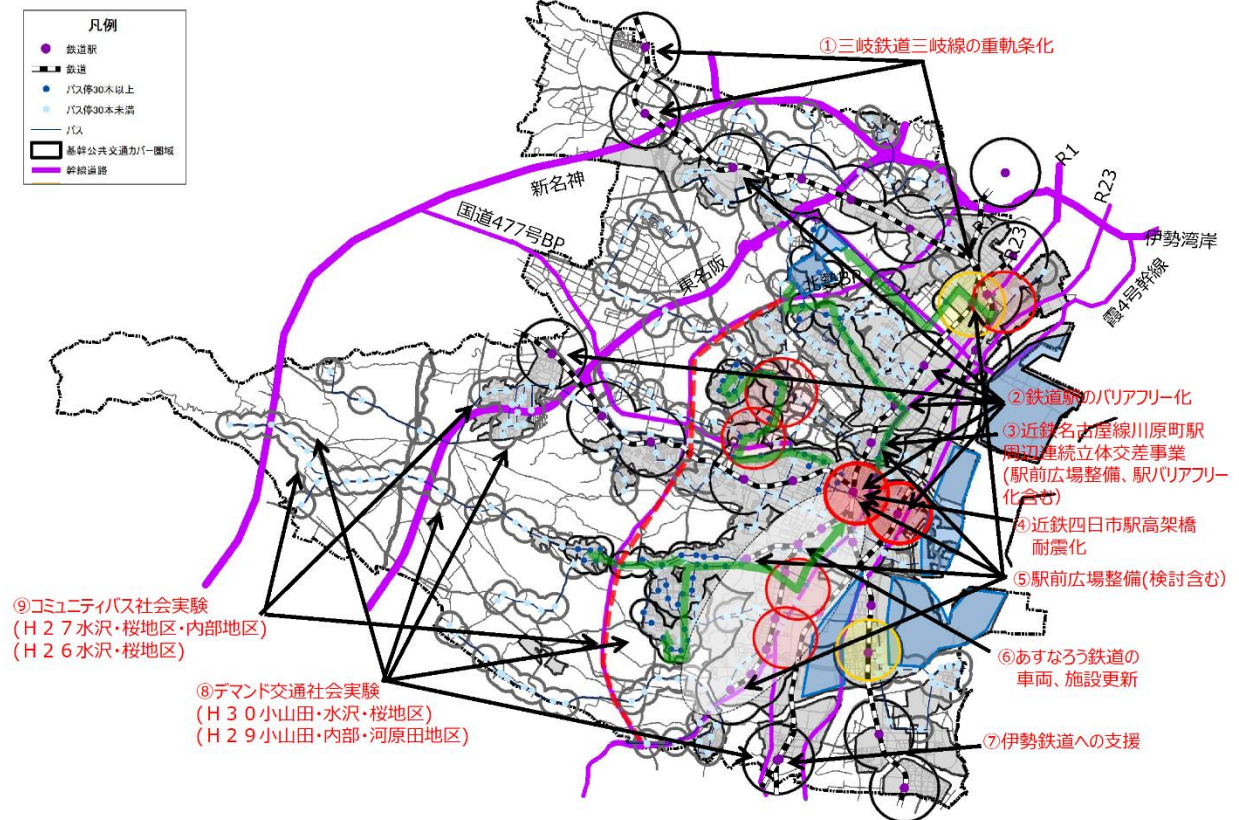 凡例
鉄道駅
鉄道
バス停30本以上
バス停30本未満
バス
基幹公共交通カバー圏域
幹線道路
①三岐鉄道三岐線の重軌条化
新名神
国道477号BP
東名阪
北勢BP
R1
R23
R1
R23
伊勢湾岸
霞4号幹線
②鉄道駅のバリアフリー化
③近鉄名古屋線川原町駅
周辺連続立体交差事業
(駅前広場整備、駅バリアフリー
化含む)
④近鉄四日市駅高架橋
耐震化
⑤駅前広場整備(検討含む)
⑥あすなろう鉄道の
車両、施設更新
⑦伊勢鉄道への支援
⑨コミュニティバス社会実験
(H27水沢・桜地区・内部地区)
(H26水沢・桜地区)
⑧デマンド交通社会実験
(H30小山田・水沢・桜地区)
(H29小山田・内部・河原田地区)